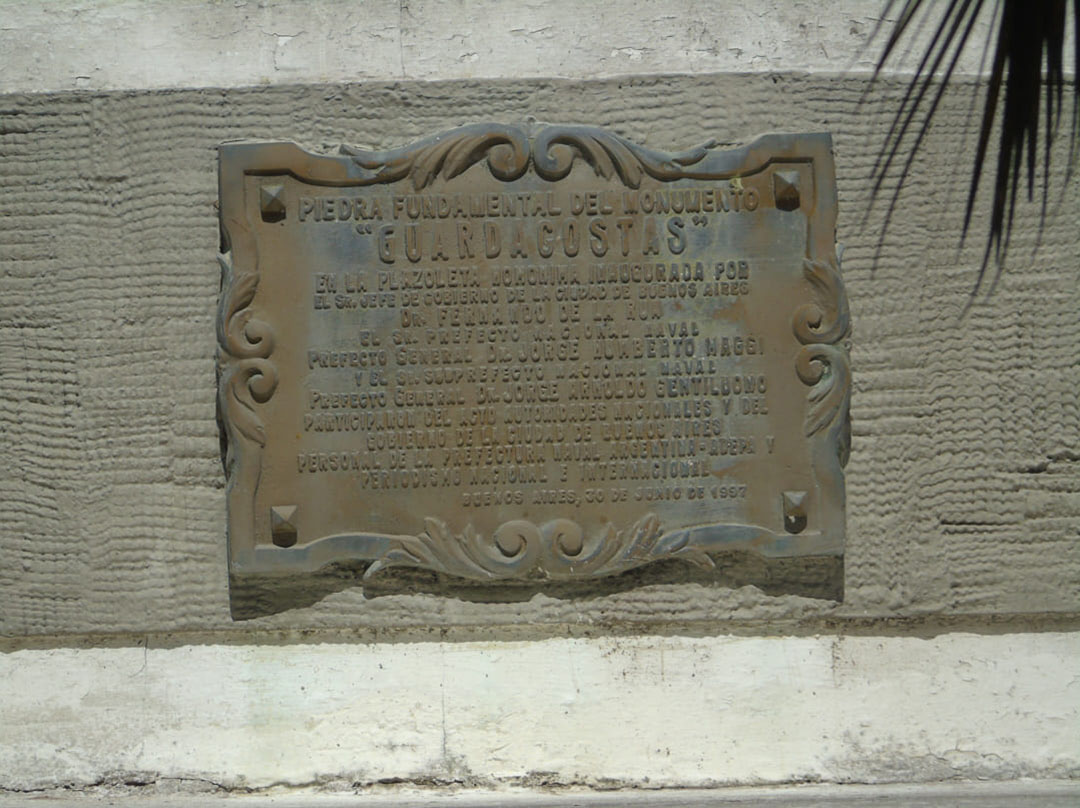 PIEDRA FUNDAMENTAL DEL MONUMENTO
"GUARDACOSTAS"
EN LA PLAZOLETA HOMONIMA INAUGURADA POR
EL SR. JEFE DE GOBIERNO DE LA CIUDAD DE BUENOS AIRES
DR. FERNANDO DE LA RUA
EL SR. PREFECTO NACIONAL NAVAL
PREFECTO GENERAL DR. JORGE HUMBERTO MAGGI
Y EL SR. SUBPREFECTO NACIONAL NAVAL
PREFECTO GENERAL DR. JORGE ARNOLDO GENTILUOMO
PARTICIPARON DEL ACTO AUTORIDADES NACIONALES Y DEL
GOBIERNO DE LA CIUDAD DE BUENOS AIRES
PERSONAL DE LA PREFECTURA NAVAL ARGENTINA-ADEPA Y
PERIODISMO NACIONAL E INTERNACIONAL
BUENOS AIRES, 30 DE JUNIO DE 1997